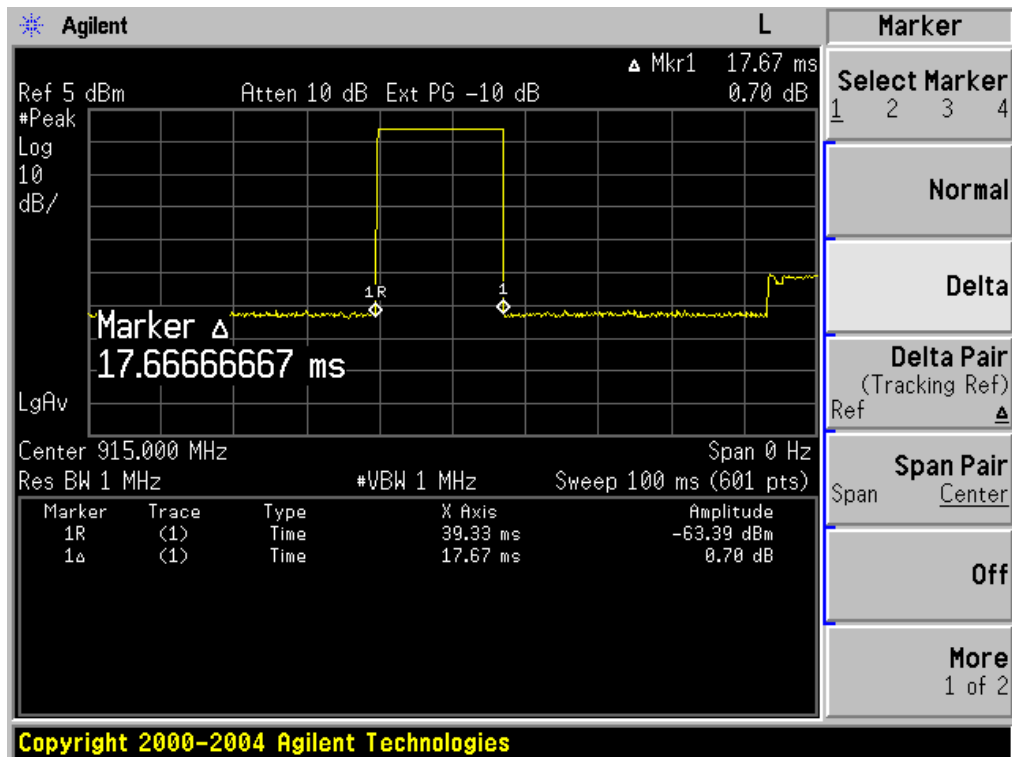 Agilent L
Δ Mkr1 17.67 ms
Ref 5 dBm Atten 10 dB Ext PG -10 dB 0.70 dB
#Peak
Log
10
dB/
1R 1
Marker Δ
17.66666667 ms
LgAv
Center 915.000 MHz Span 0 Hz
Res BW 1 MHz #VBW 1 MHz Sweep 100 ms (601 pts)
Marker Trace Type X Axis Amplitude
1R (1) Time 39.33 ms -63.39 dBm
1Δ (1) Time 17.67 ms 0.70 dB
Marker
Select Marker
1 2 3 4
Normal
Delta
Delta Pair
(Tracking Ref)
Ref Δ
Span Pair
Span Center
Off
More
1 of 2
Copyright 2000-2004 Agilent Technologies